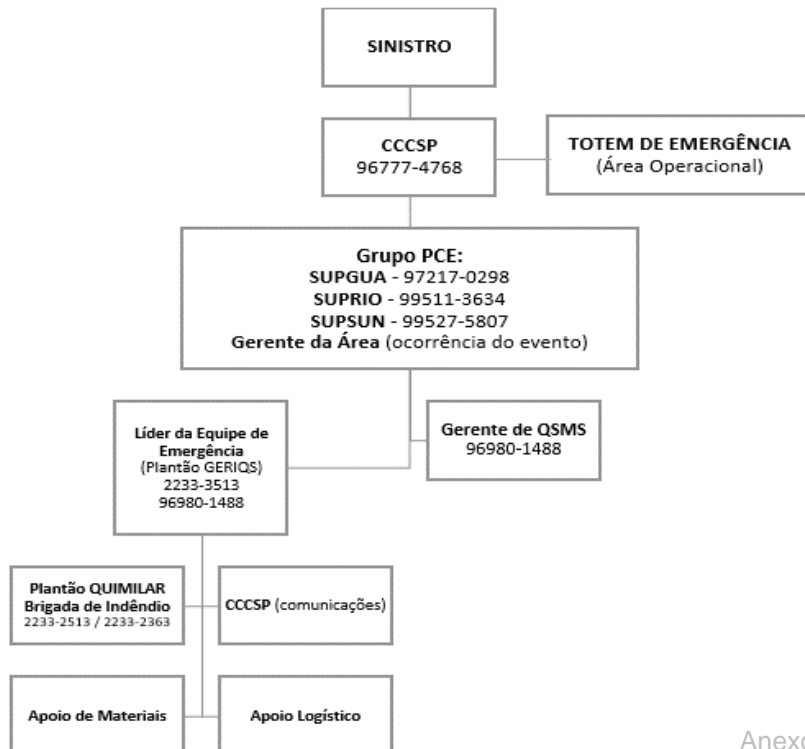 SINISTRO
CCCSP
96777-4768
TOTEM DE EMERGÊNCIA
(Área Operacional)
Grupo PCE:
SUPGUA - 97217-0298
SUPRIO - 99511-3634
SUPSUN - 99527-5807
Gerente da Área (ocorrência do evento)
Líder da Equipe de
Emergência
(Plantão GERIQS)
2233-3513
96980-1488
Gerente de QSMS
96980-1488
Plantão QUIMILAR
Brigada de Indêndio
2233-2513 / 2233-2363
CCCSP (comunicações)
Apoio de Materiais
Apoio Logístico
Anexo